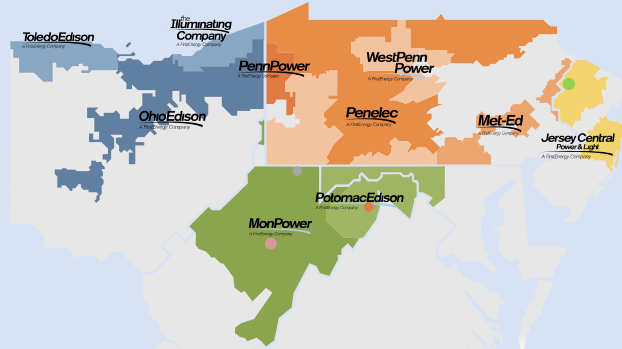 ToledoEdison
A FirstEnergy Company
the
Illuminating
Company
A FirstEnergy Company
PennPower
A FirstEnergy Company
WestPenn
Power
A FirstEnergy Company
OhioEdison
A FirstEnergy Company
Penelec
A FirstEnergy Company
Met-Ed
A FirstEnergy Company
Jersey Central
Power & Light
A FirstEnergy Company
PotomacEdison
A FirstEnergy Company
MonPower
A FirstEnergy Company